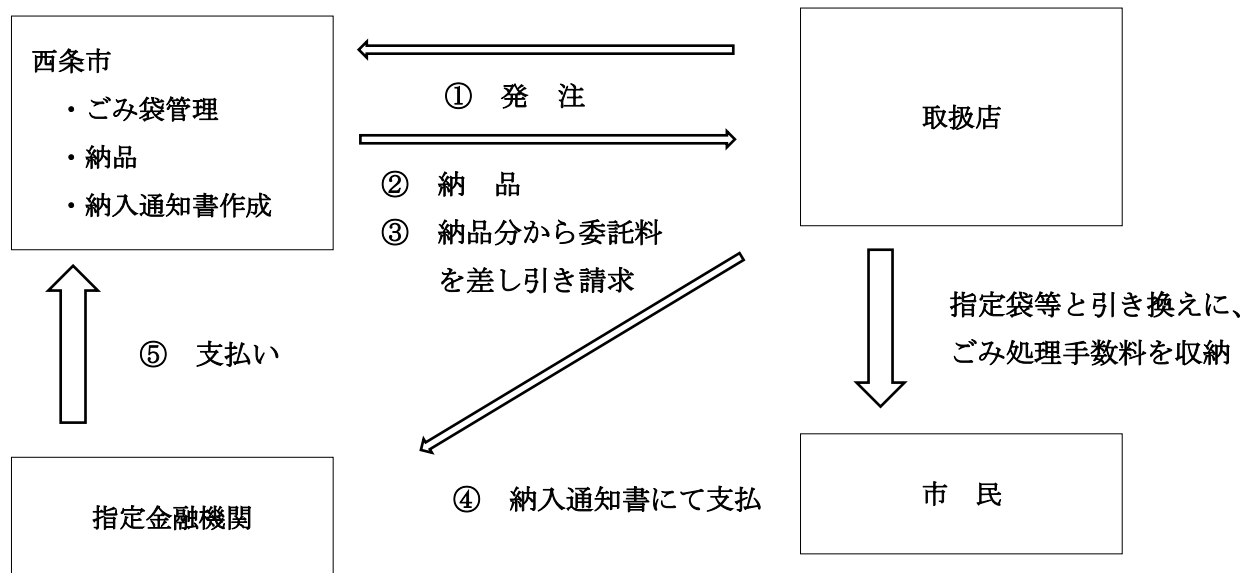 西条市
・ごみ袋管理
・納品
・納入通知書作成
① 発 注
② 納 品
③ 納品分から委託料
を差し引き請求
取扱店
指定袋等と引き換えに、
ごみ処理手数料を収納
⑤ 支払い
④ 納入通知書にて支払
指定金融機関
市 民